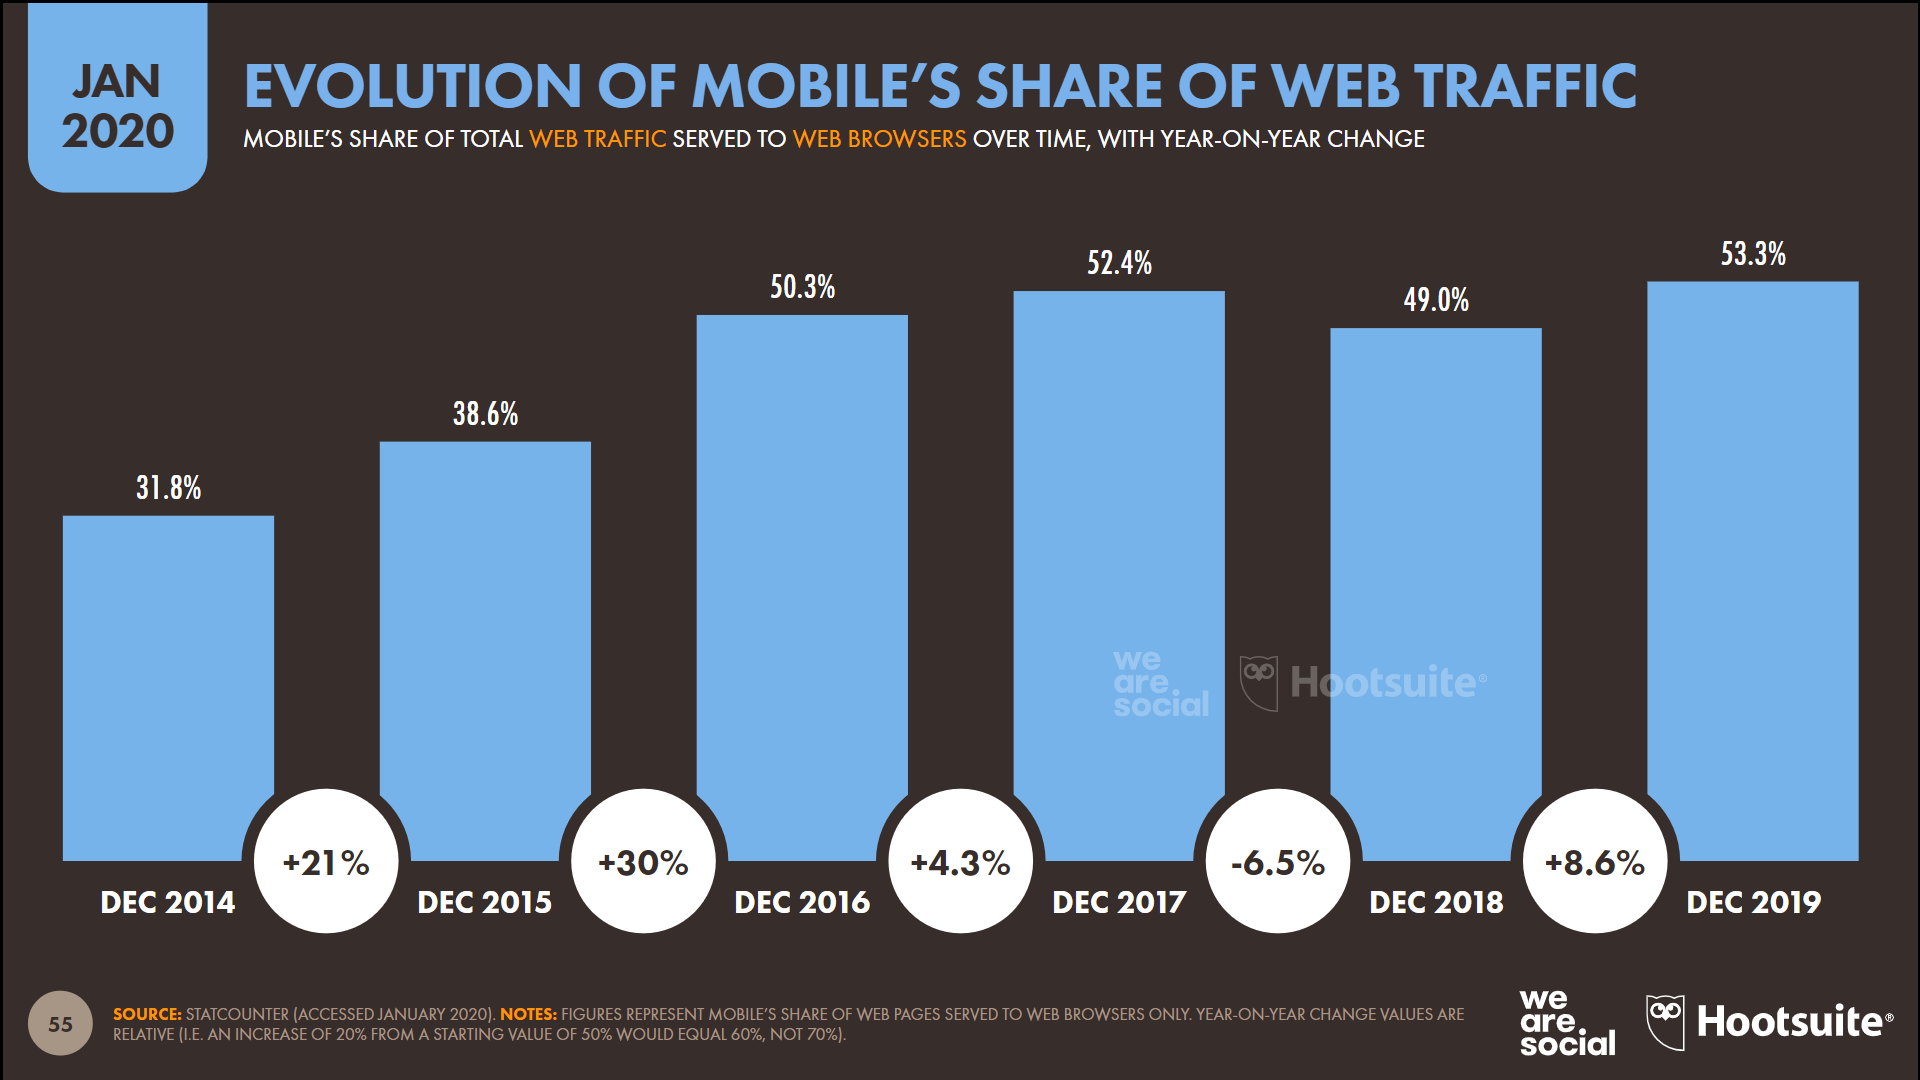 JAN
2020
EVOLUTION OF MOBILE’S SHARE OF WEB TRAFFIC
MOBILE’S SHARE OF TOTAL WEB TRAFFIC SERVED TO WEB BROWSERS OVER TIME, WITH YEAR-ON-YEAR CHANGE
31.8%
38.6%
50.3%
52.4%
49.0%
53.3%
we
are
social
Hootsuite®
+21%
+30%
+4.3%
-6.5%
+8.6%
DEC 2014
DEC 2015
DEC 2016
DEC 2017
DEC 2018
DEC 2019
55
SOURCE: STATCOUNTER (ACCESSED JANUARY 2020). NOTES: FIGURES REPRESENT MOBILE’S SHARE OF WEB PAGES SERVED TO WEB BROWSERS ONLY. YEAR-ON-YEAR CHANGE VALUES ARE
RELATIVE (I.E. AN INCREASE OF 20% FROM A STARTING VALUE OF 50% WOULD EQUAL 60%, NOT 70%).
we
are
social
Hootsuite®